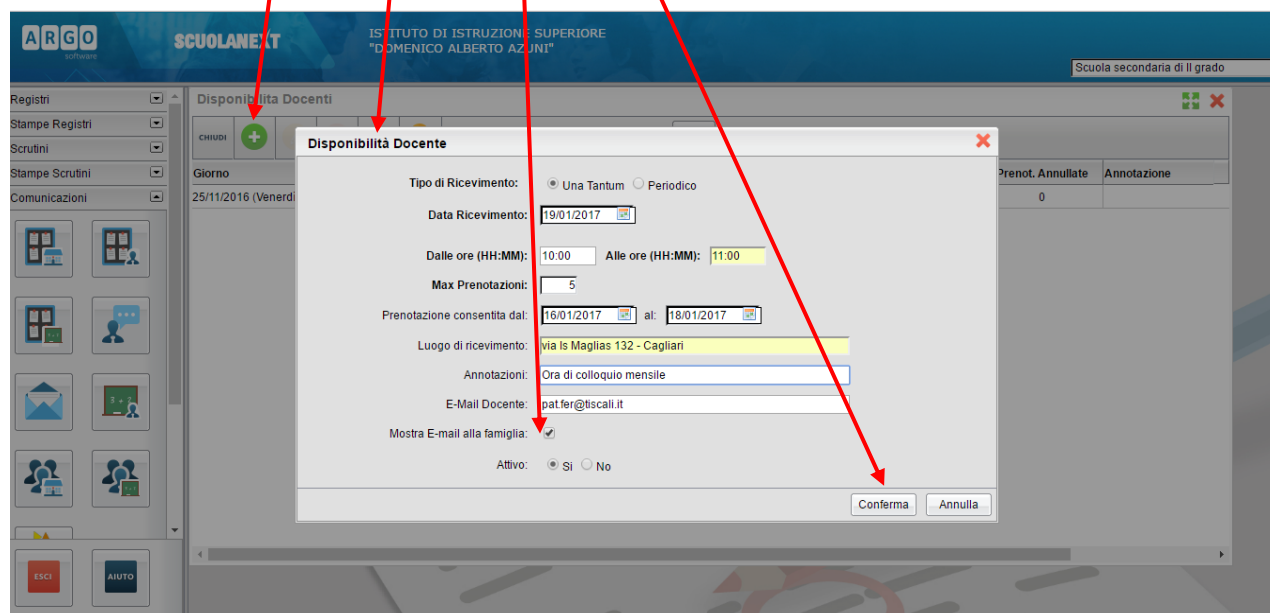 ARGO
software
SCUOLANEXT
ISTITUTO DI ISTRUZIONE SUPERIORE
"DOMENICO ALBERTO AZUNI"
Scuola secondaria di II grado
Registri
Stampe Registri
Scrutini
Stampe Scrutini
Comunicazioni
ESCI
AIUTO
Disponibilita Docenti
CHIUDI
Giorno
Prenot. Annullate
Annotazione
25/11/2016 (Venerdi
0
Disponibilità Docente
Tipo di Ricevimento: Una Tantum Periodico
Data Ricevimento: 19/01/2017
Dalle ore (HH:MM): 10:00 Alle ore (HH:MM): 11:00
Max Prenotazioni: 5
Prenotazione consentita dal: 16/01/2017 al: 18/01/2017
Luogo di ricevimento: via Is Maglias 132 - Cagliari
Annotazioni: Ora di colloquio mensile
E-Mail Docente: pat.fer@tiscali.it
Mostra E-mail alla famiglia:
Attivo: Si No
Conferma Annulla